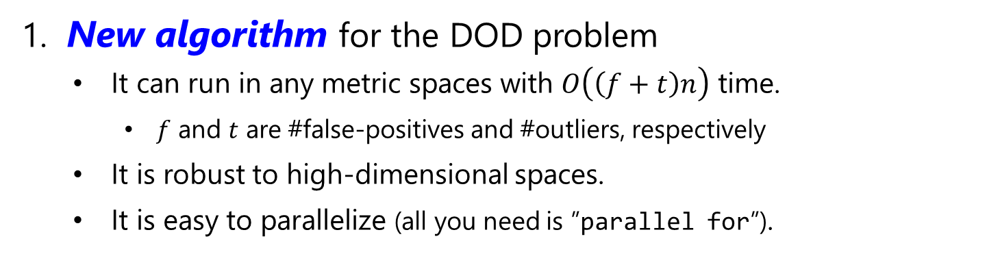 1. New algorithm for the DOD problem
• It can run in any metric spaces with O((f + t)n) time.
• f and t are #false-positives and #outliers, respectively
• It is robust to high-dimensional spaces.
• It is easy to parallelize (all you need is "parallel for").